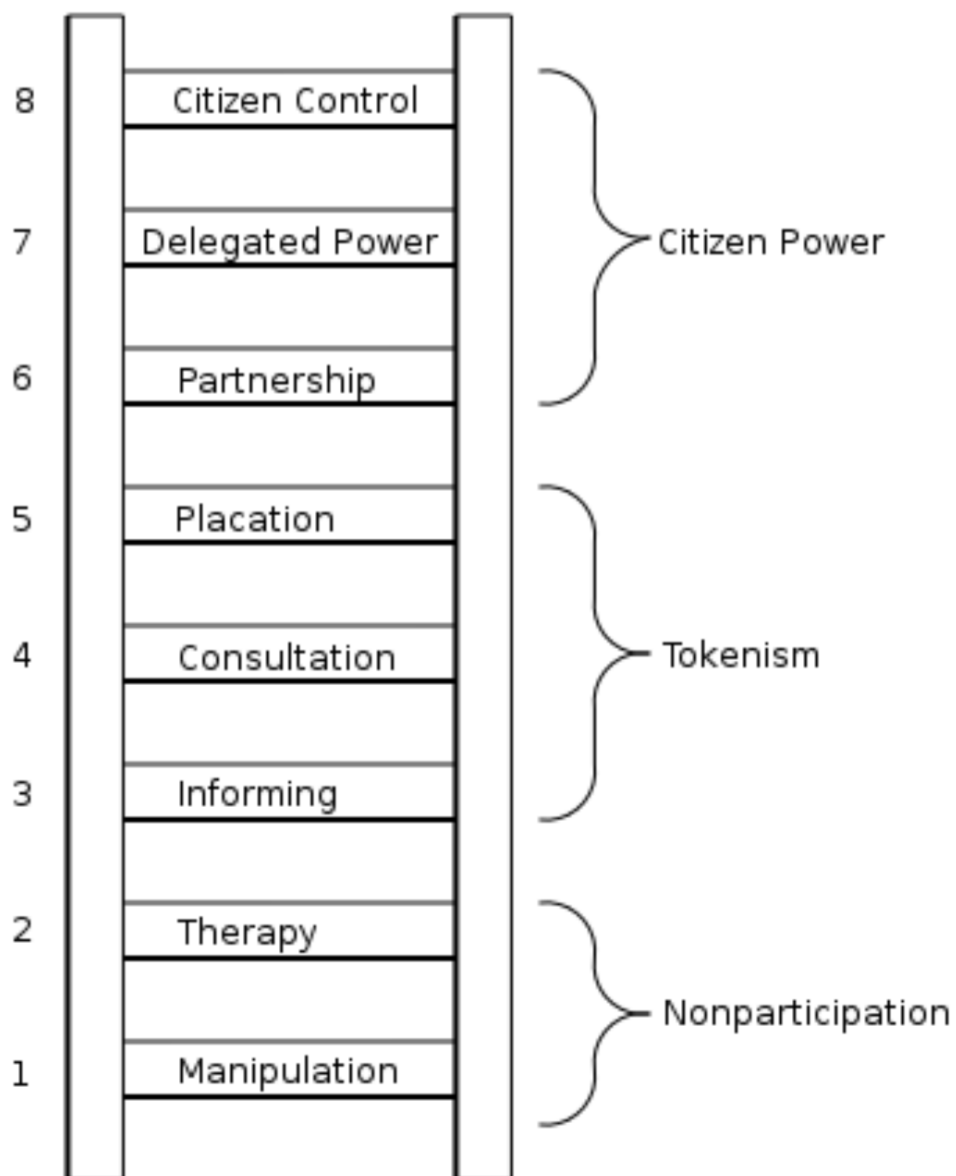 8 Citizen Control
7 Delegated Power Citizen Power
6 Partnership
5 Placation
4 Consultation Tokenism
3 Informing
2 Therapy
Nonparticipation
1 Manipulation